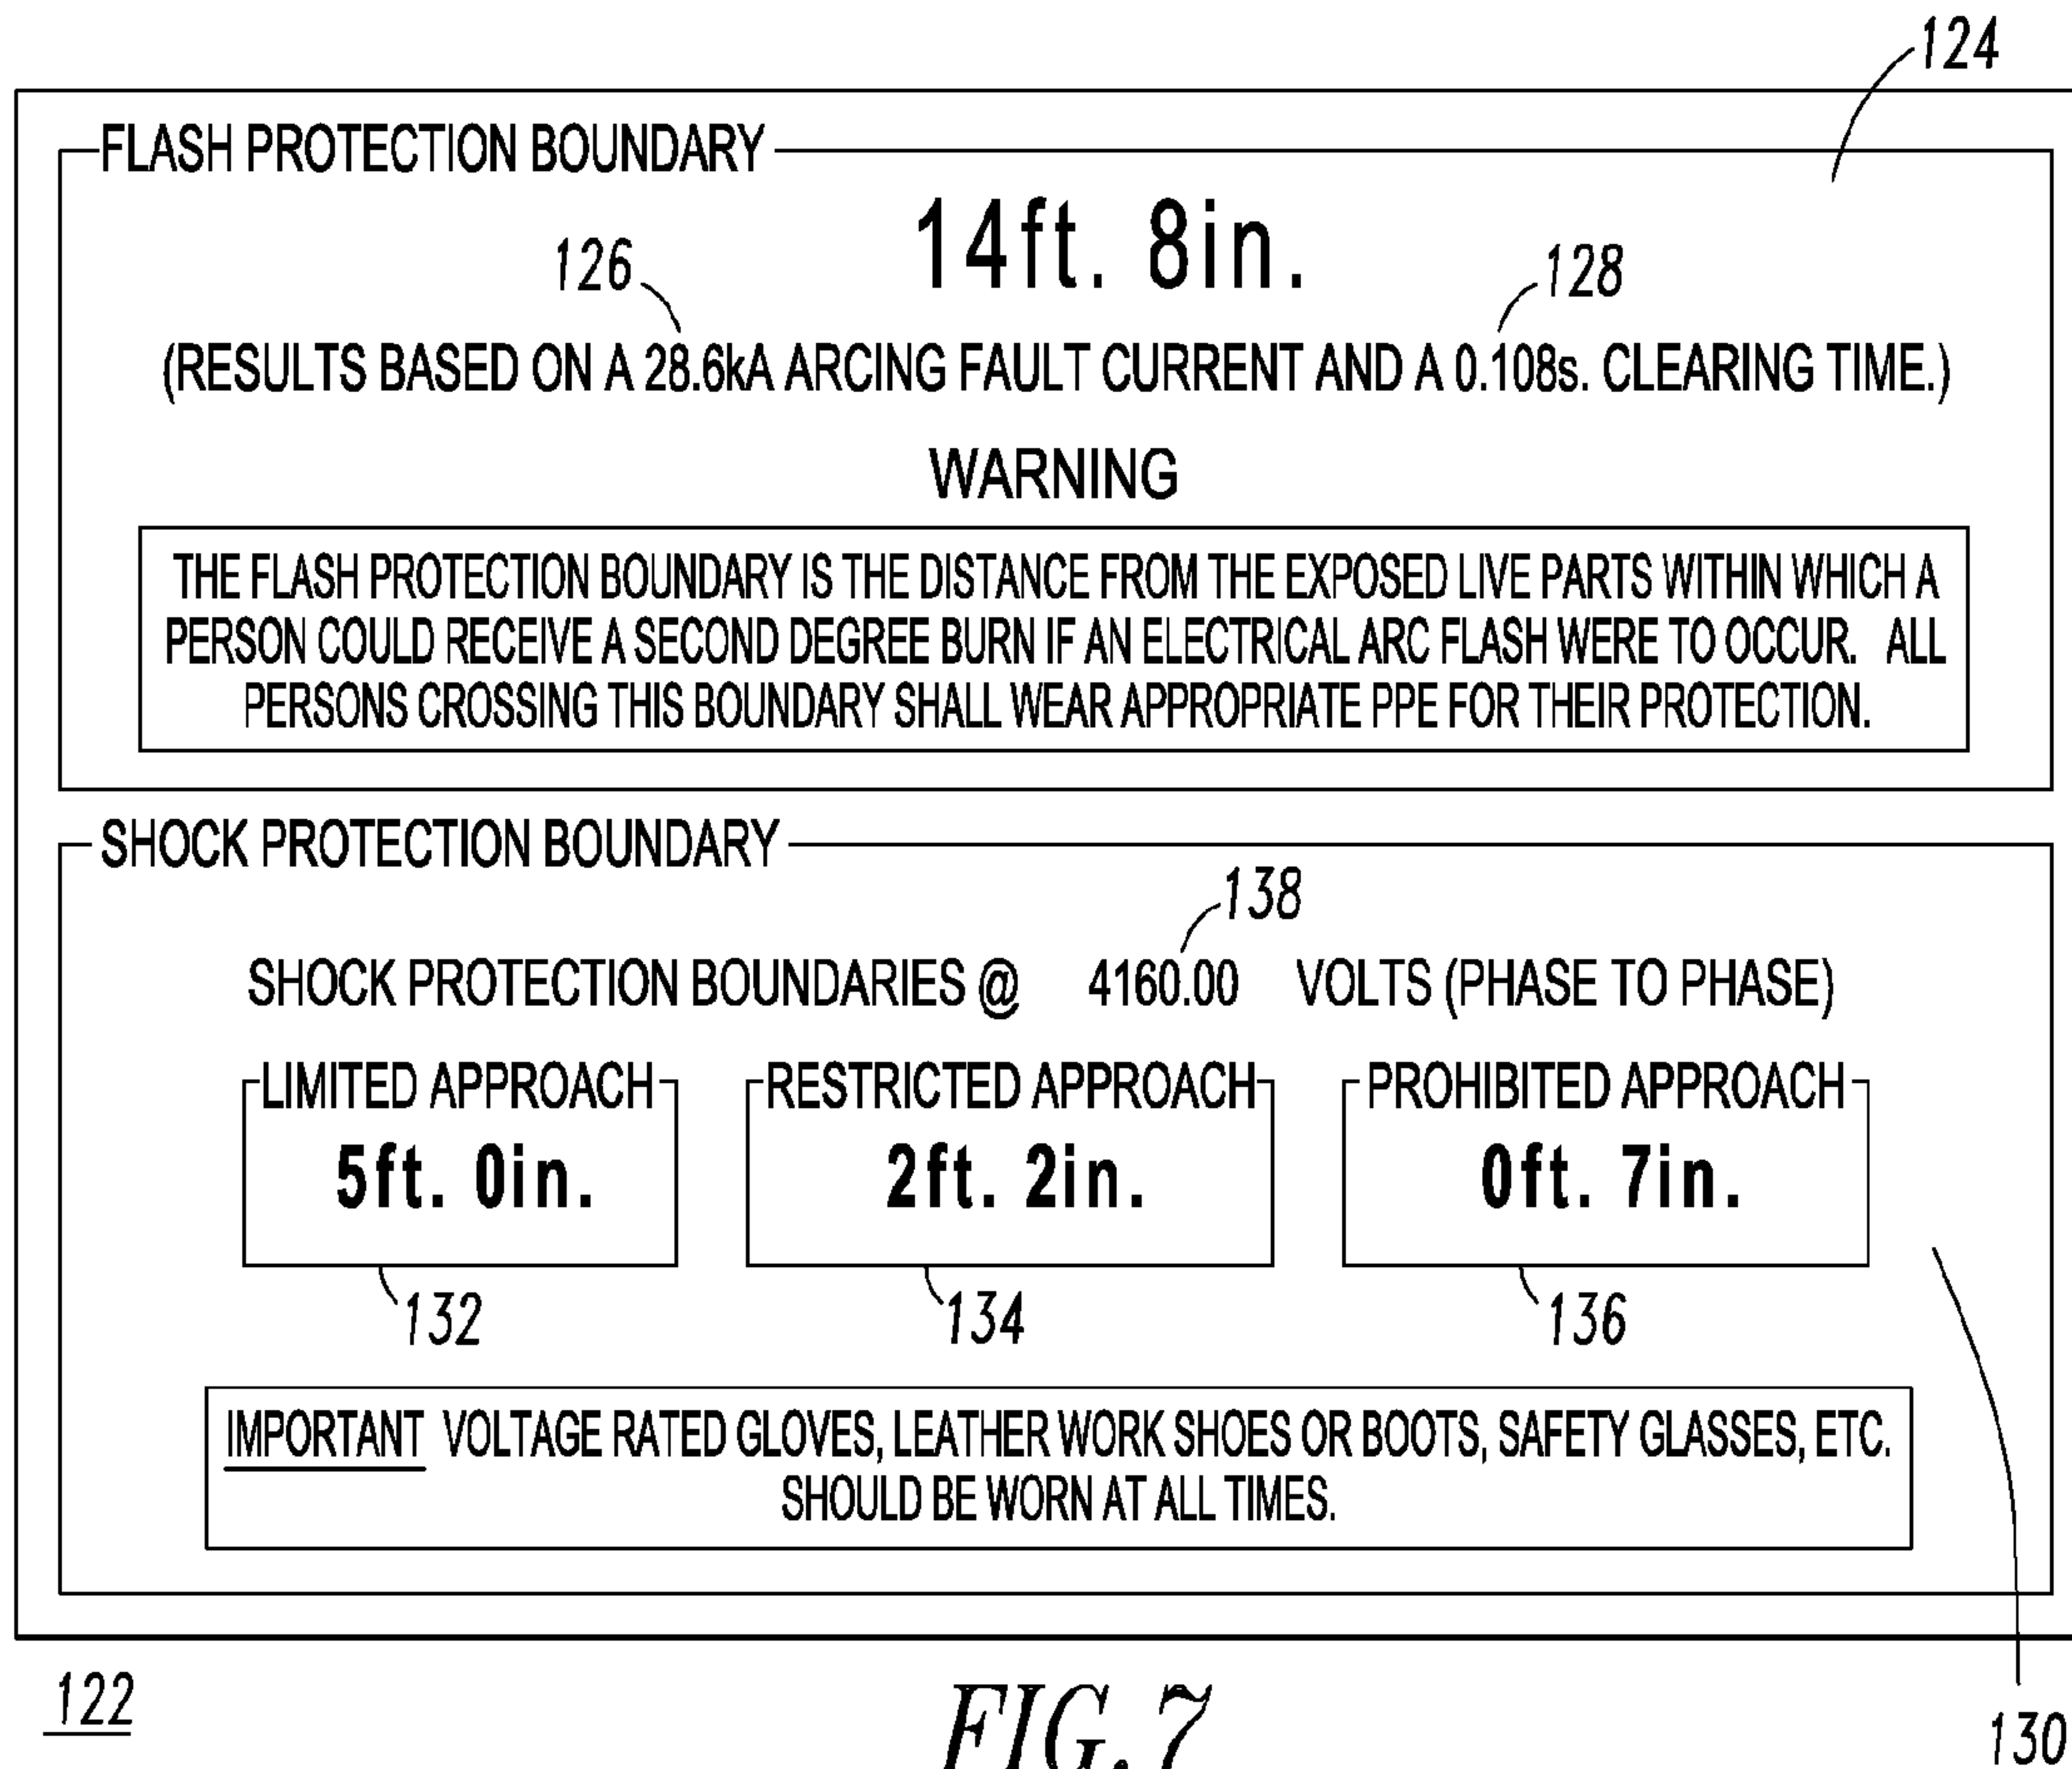 124
FLASH PROTECTION BOUNDARY
14ft. 8in.
126
128
(RESULTS BASED ON A 28.6kA ARCING FAULT CURRENT AND A 0.108s. CLEARING TIME.)
WARNING
THE FLASH PROTECTION BOUNDARY IS THE DISTANCE FROM THE EXPOSED LIVE PARTS WITHIN WHICH A
PERSON COULD RECEIVE A SECOND DEGREE BURN IF AN ELECTRICAL ARC FLASH WERE TO OCCUR. ALL
PERSONS CROSSING THIS BOUNDARY SHALL WEAR APPROPRIATE PPE FOR THEIR PROTECTION.
SHOCK PROTECTION BOUNDARY
138
SHOCK PROTECTION BOUNDARIES @ 4160.00 VOLTS (PHASE TO PHASE)
LIMITED APPROACH
5ft. 0in.
132
RESTRICTED APPROACH
2ft. 2in.
134
PROHIBITED APPROACH
0ft. 7in.
136
IMPORTANT VOLTAGE RATED GLOVES, LEATHER WORK SHOES OR BOOTS, SAFETY GLASSES, ETC.
SHOULD BE WORN AT ALL TIMES.
122
FIG. 7
130